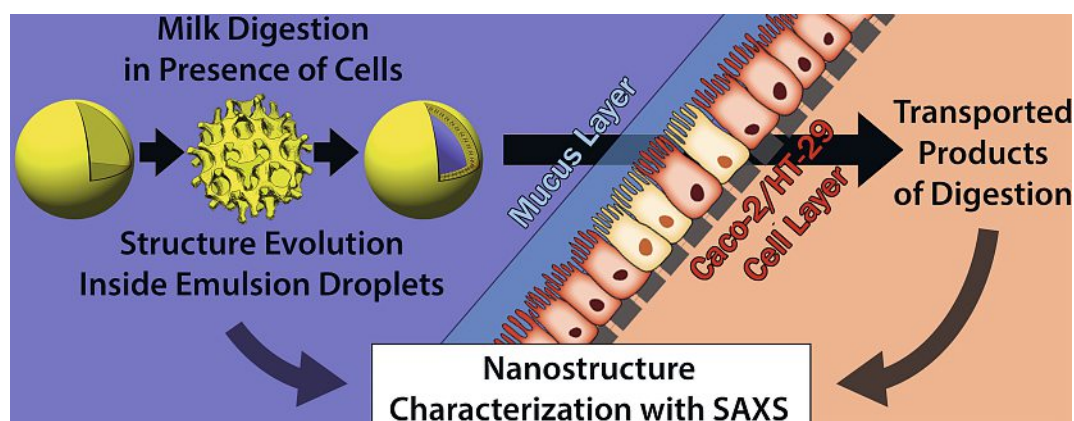 Milk Digestion
in Presence of Cells
Structure Evolution
Inside Emulsion Droplets
Mucus Layer
Caco-2/HT-29
Cell Layer
Transported
Products
of Digestion
Nanostructure
Characterization with SAXS